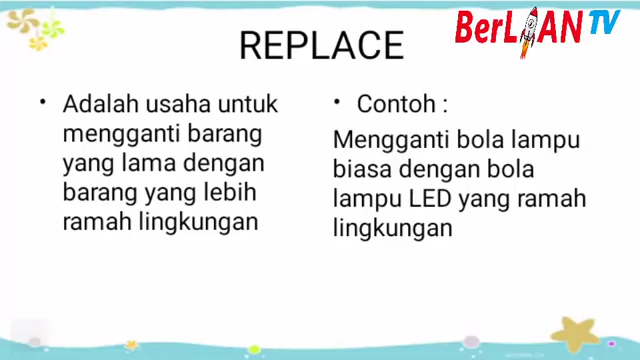 BerLIAN TV
REPLACE
• Adalah usaha untuk
mengganti barang
yang lama dengan
barang yang lebih
ramah lingkungan
• Contoh :
Mengganti bola lampu
biasa dengan bola
lampu LED yang ramah
lingkungan